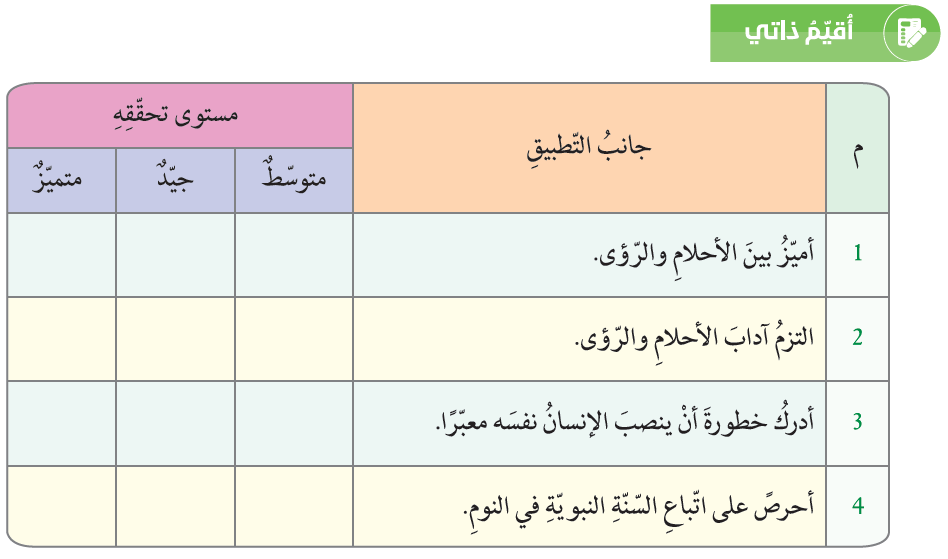 أُقيّمُ ذاتي
م
جانبُ التّطبيقِ
مستوى تحقّقِهِ
متوسّطٌ
جيّدٌ
متميّزٌ
1 أميّزُ بينَ الأحلامِ والرّؤى.
2 التزمُ آدابَ الأحلامِ والرّؤى.
3 أدركُ خطورةَ أنْ ينصبَ الإنسانُ نفسَه معبّرًا.
4 أحرصً على اتّباعِ السّنّةِ النبويّةِ في النومِ.